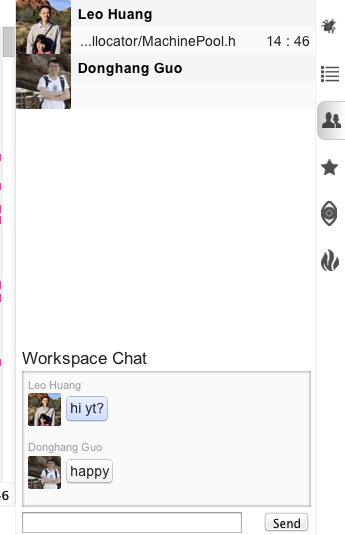 Leo Huang
...llocator/MachinePool.h 14 : 46
Donghang Guo
Workspace Chat
Leo Huang
hi yt?
Donghang Guo
happy
-6
Send